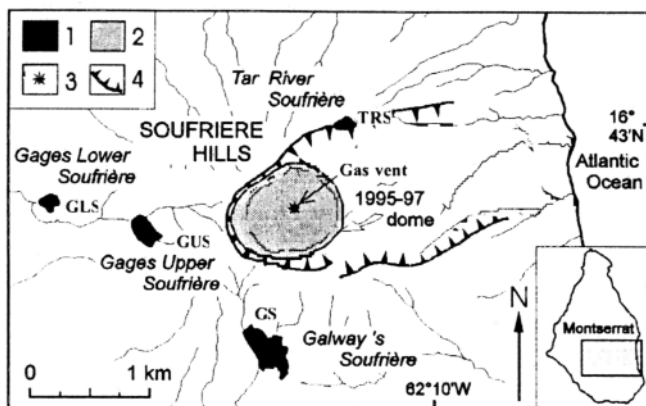 1 2
3 4
Tar River
Soufrière
TRS
16°
43'N
SOUFRIERE
HILLS
Gages Lower
Soufrière
GLS
Gas vent
Atlantic
Ocean
1995-97
dome
GUS
Gages Upper
Soufrière
GS
Galway's
Soufrière
N
Montserrat
0 1 km
62°10'W